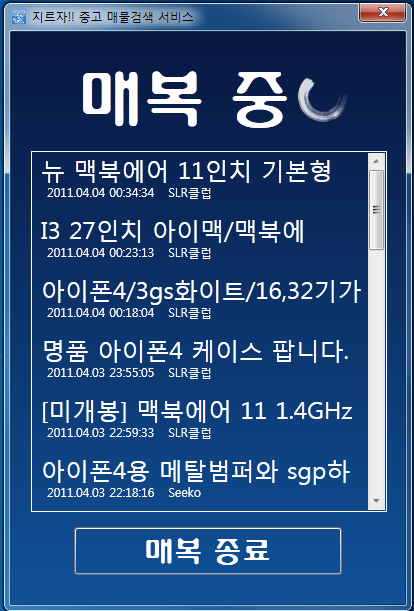 지르자!! 중고 매물검색 서비스
매복 중
뉴 맥북에어 11인치 기본형
2011.04.04 00:34:34 SLR클럽
I3 27인치 아이맥/맥북에
2011.04.04 00:23:13 SLR클럽
아이폰4/3gs화이트/16,32기가
2011.04.04 00:18:04 SLR클럽
명품 아이폰4 케이스 팝니다.
2011.04.03 23:55:05 SLR클럽
[미개봉] 맥북에어 11 1.4GHz
2011.04.03 22:59:33 SLR클럽
아이폰4용 메탈범퍼와 sgp하
2011.04.03 22:18:16 Seeko
매복 종료